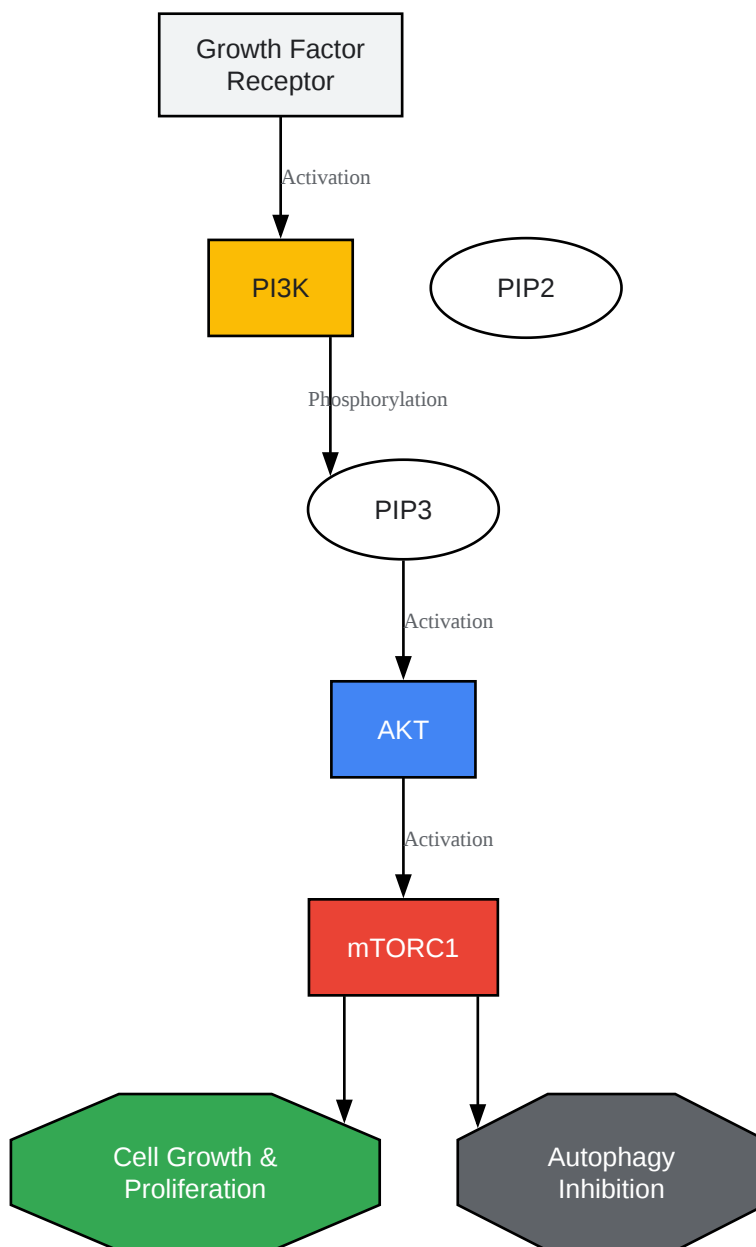 Growth Factor
Receptor
Activation
PI3K
PIP2
Phosphorylation
PIP3
Activation
AKT
Activation
mTORC1
Cell Growth &
Proliferation
Autophagy
Inhibition